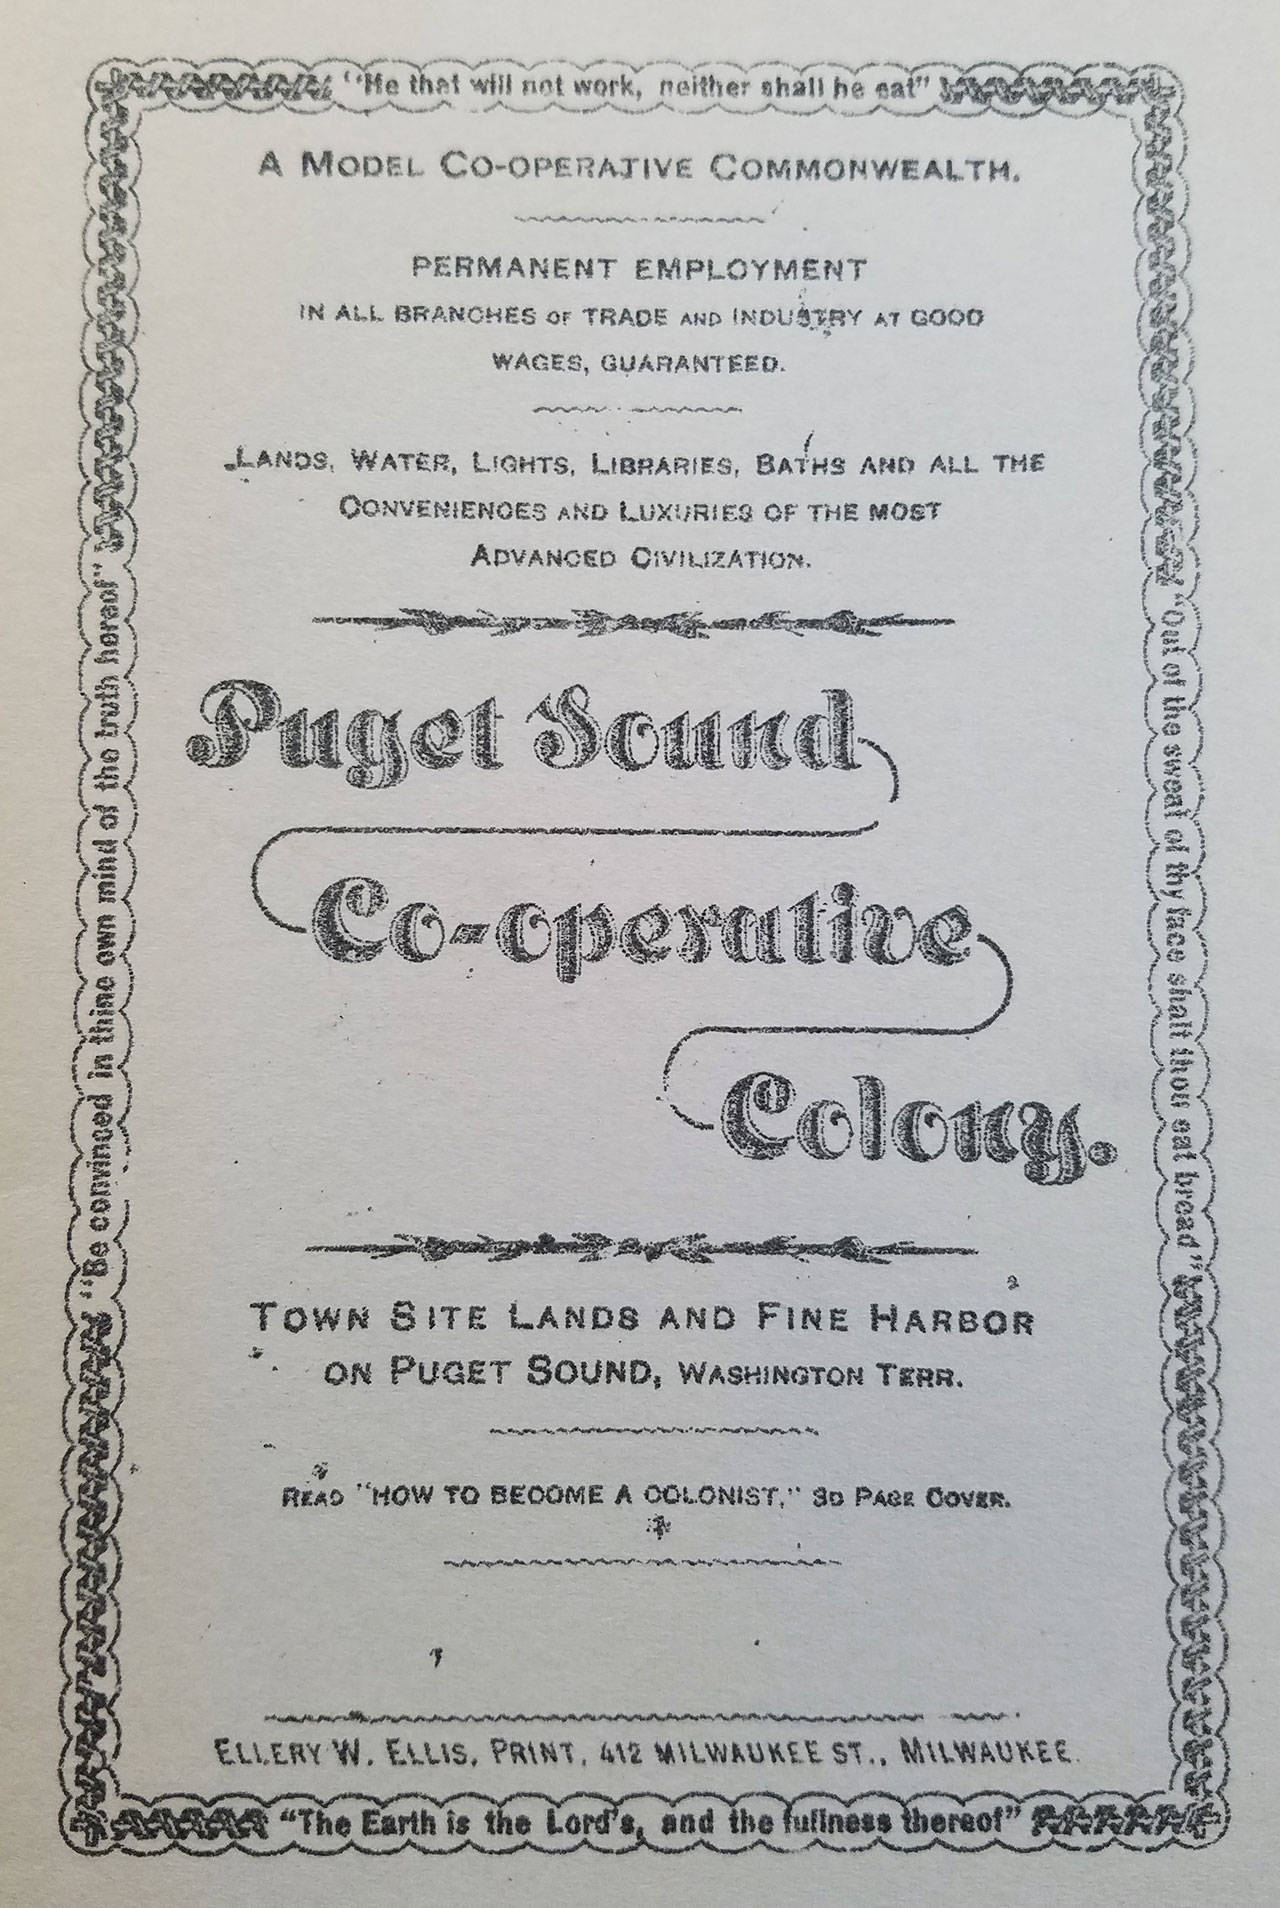 "He that will not work, neither shall he eat"
A MODEL CO-OPERATIVE COMMONWEALTH.
PERMANENT EMPLOYMENT
IN ALL BRANCHES OF TRADE AND INDUSTRY AT GOOD
WAGES, GUARANTEED.
LANDS, WATER, LIGHTS, LIBRARIES, BATHS AND ALL THE
CONVENIENCES AND LUXURIES OF THE MOST
ADVANCED CIVILIZATION.
"Be convinced in thine own mind of the truth hereof"
"Out of the sweat of thy face shalt thou eat bread"
Puget Sound
Co-operative
Colony.
TOWN SITE LANDS AND FINE HARBOR
ON PUGET SOUND, WASHINGTON TERR.
READ "HOW TO BECOME A COLONIST," 3D PAGE COVER.
ELLERY W. ELLIS, PRINT, 412 MILWAUKEE ST., MILWAUKEE.
"The Earth is the Lord's, and the fullness thereof"